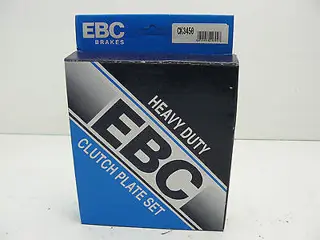 EBC
BRAKES
CK3450
HEAVY DUTY
EBC
CLUTCH PLATE SET